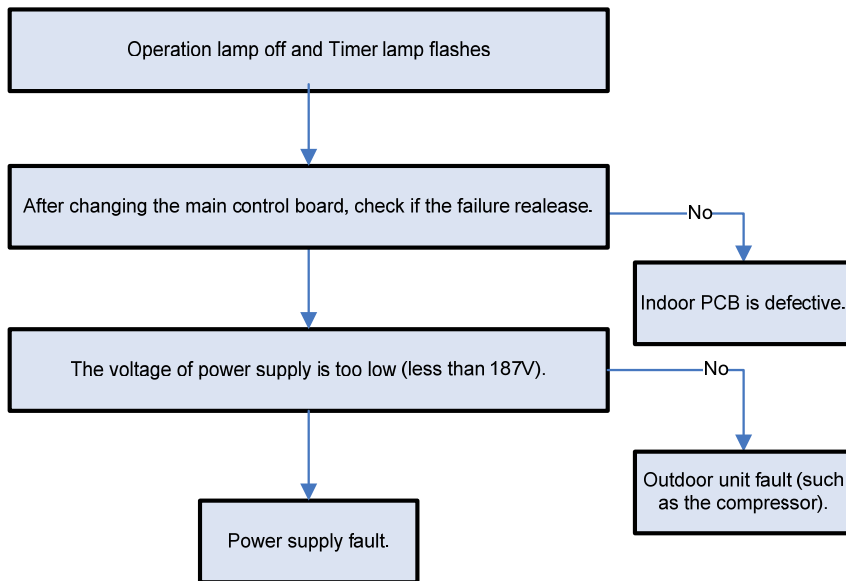 Operation lamp off and Timer lamp flashes
After changing the main control board, check if the failure realease.
No
Indoor PCB is defective.
The voltage of power supply is too low (less than 187V).
No
Outdoor unit fault (such
as the compressor).
Power supply fault.